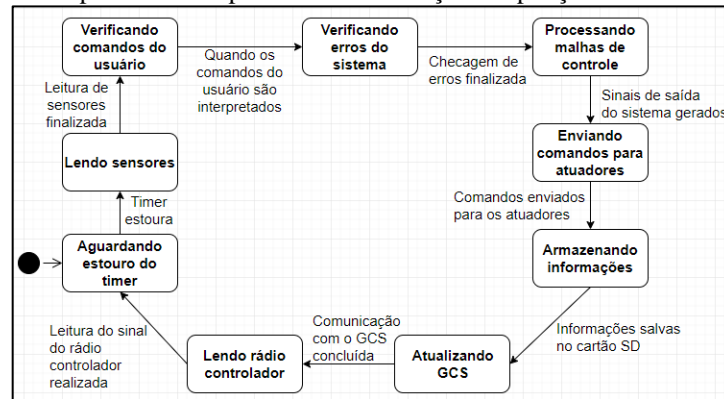 Verificando
comandos do
usuário
Quando os
comandos do
usuário são
interpretados
Verificando
erros do
sistema
Checagem de
erros finalizada
Processando
malhas de
controle
Leitura de
sensores
finalizada
Sinais de saída
do sistema gerados
Lendo sensores
Enviando
comandos para
atuadores
Timer
estoura
Comandos enviados
para os atuadores
Aguardando
estouro do
timer
Armazenando
informações
Leitura do sinal
do rádio
controlador
realizada
Lendo rádio
controlador
Comunicação
com o GCS
concluída
Atualizando
GCS
Informações salvas
no cartão SD